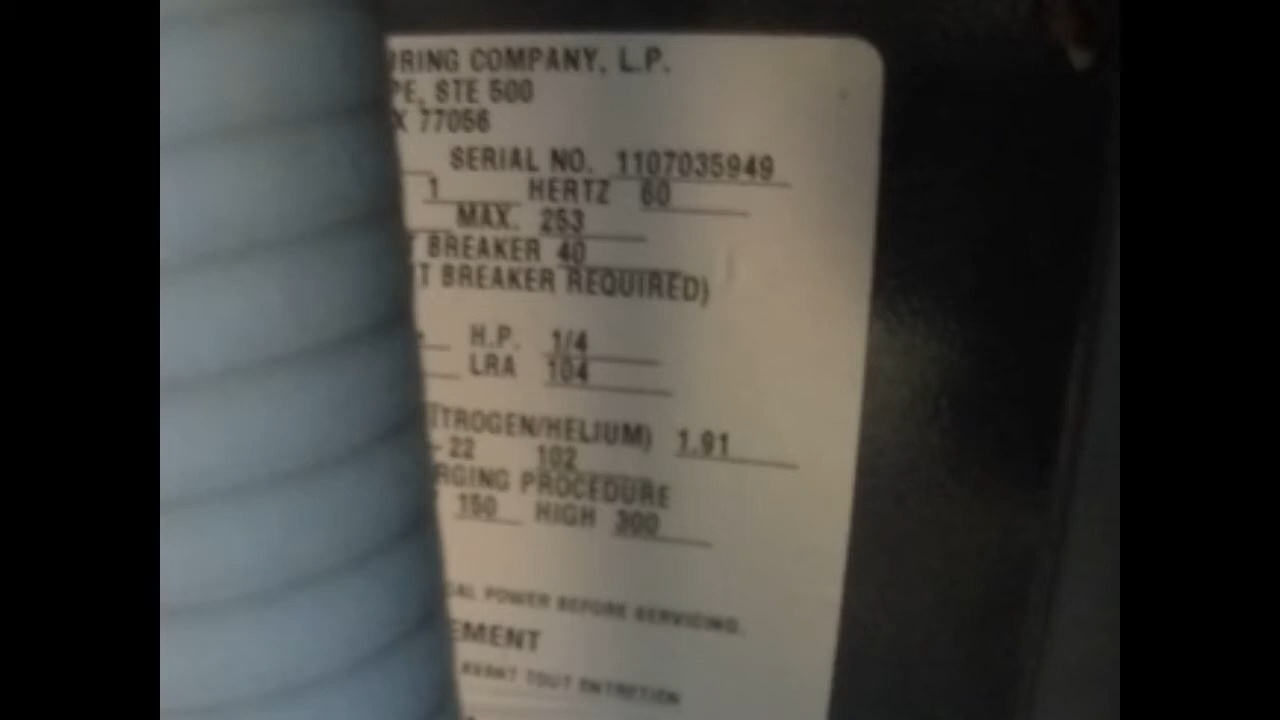 RING COMPANY, L.P.
PE, STE 500
X 77056
SERIAL NO. 1107035949
1 HERTZ 60
MAX. 253
BREAKER 40
T BREAKER REQUIRED)
H.P. 1/4
LRA 104
TROGEN/HELIUM) 1.91
-22 102
RGING PROCEDURE
150 HIGH 300
CAL POWER BEFORE SERVICING.
EMENT
AVANT TOUT ENTRETIEN